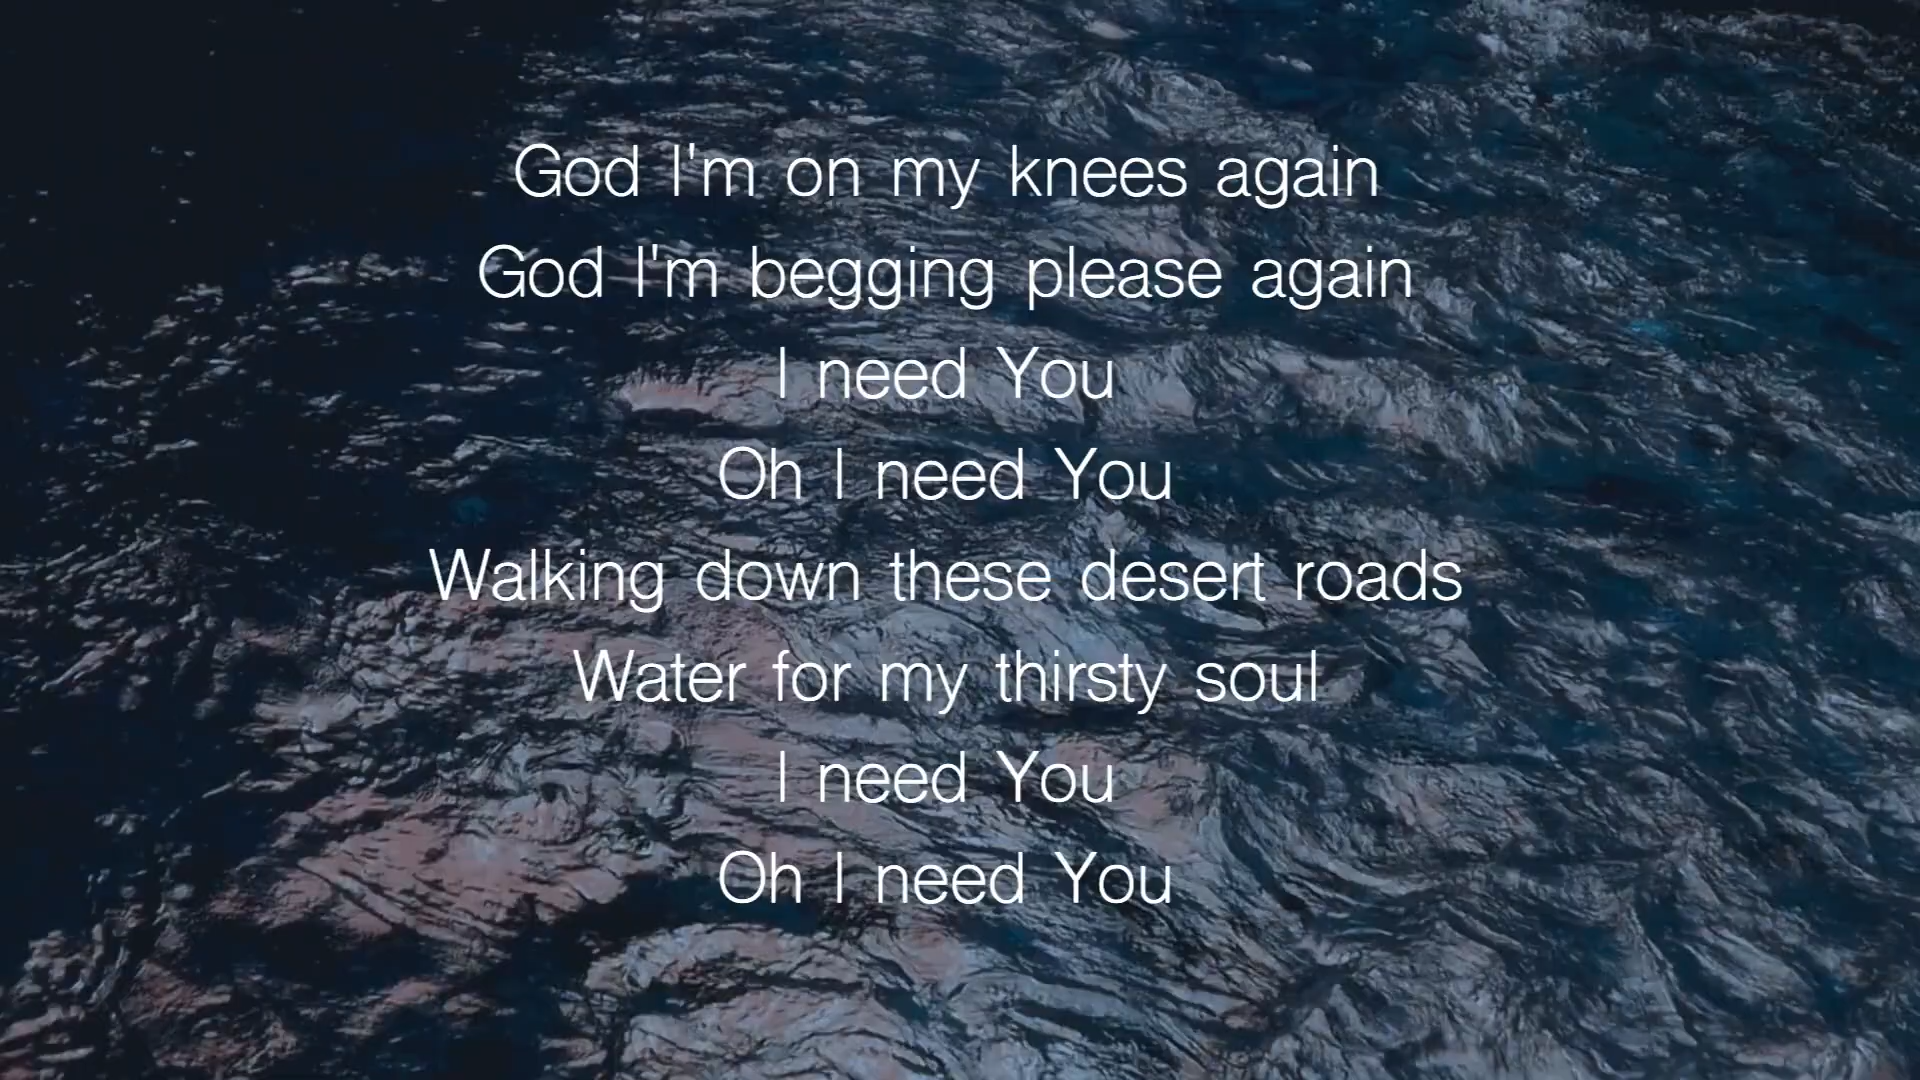 God I'm on my knees again
God I'm begging please again
I need You
Oh I need You
Walking down these desert roads
Water for my thirsty soul
I need You
Oh I need You